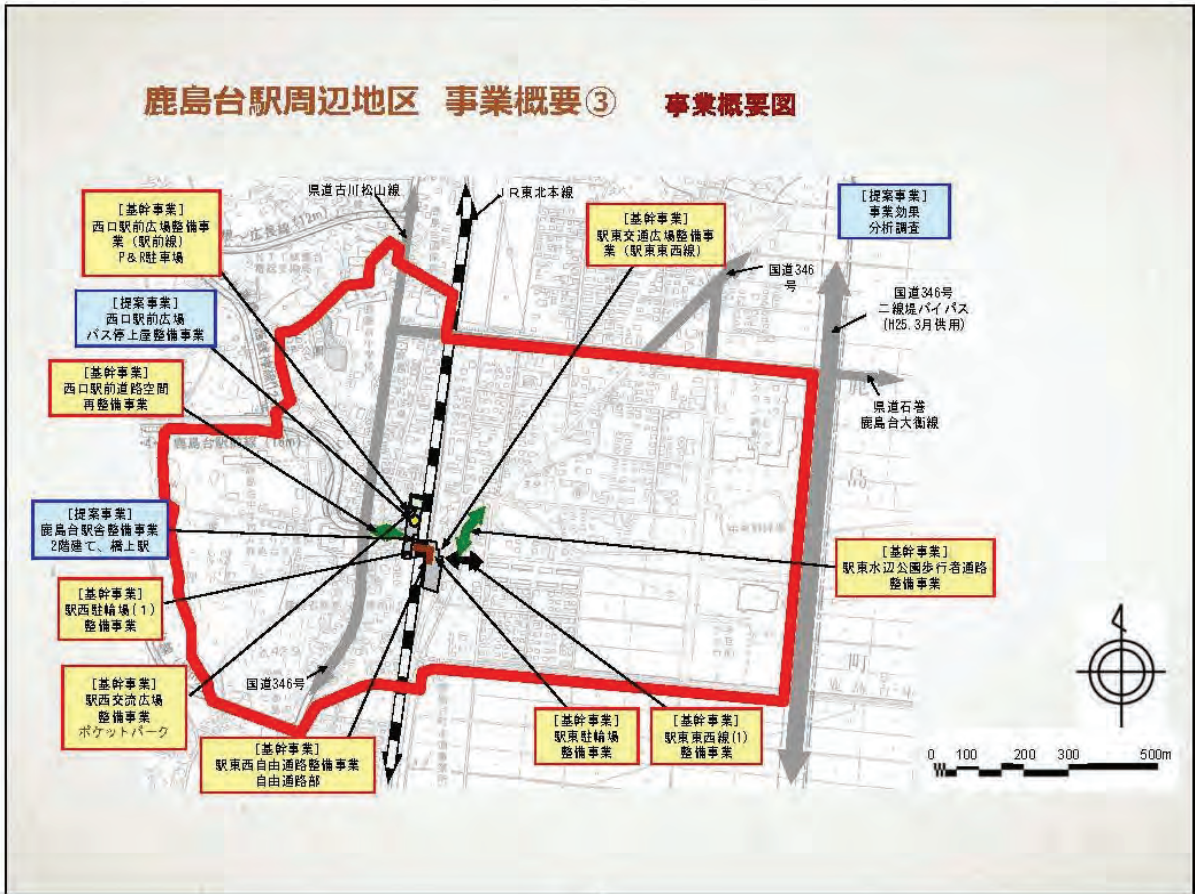 鹿島台駅周辺地区 事業概要③ 事業概要図
県道古川松山線
JR東北本線
[基幹事業]
西口駅前広場整備事
業(駅前線)
P&R駐車場
[基幹事業]
駅東交通広場整備事
業(駅東東西線)
[提案事業]
事業効果
分析調査
国道346
号
国道346号
二線堤バイパス
(H25.3月供用)
[提案事業]
西口駅前広場
バス停上屋整備事業
[基幹事業]
西口駅前道路空間
再整備事業
県道石巻
鹿島台大衡線
[提案事業]
鹿島台駅舎整備事業
2階建て、橋上駅
[基幹事業]
駅東水辺公園歩行者通路
整備事業
[基幹事業]
駅西駐輪場(1)
整備事業
[基幹事業]
駅西交流広場
整備事業
ポケットパーク
国道346号
[基幹事業]
駅東西自由通路整備事業
自由通路部
[基幹事業]
駅東駐輪場
整備事業
[基幹事業]
駅東東西線(1)
整備事業
町
0 100 200 300 500m